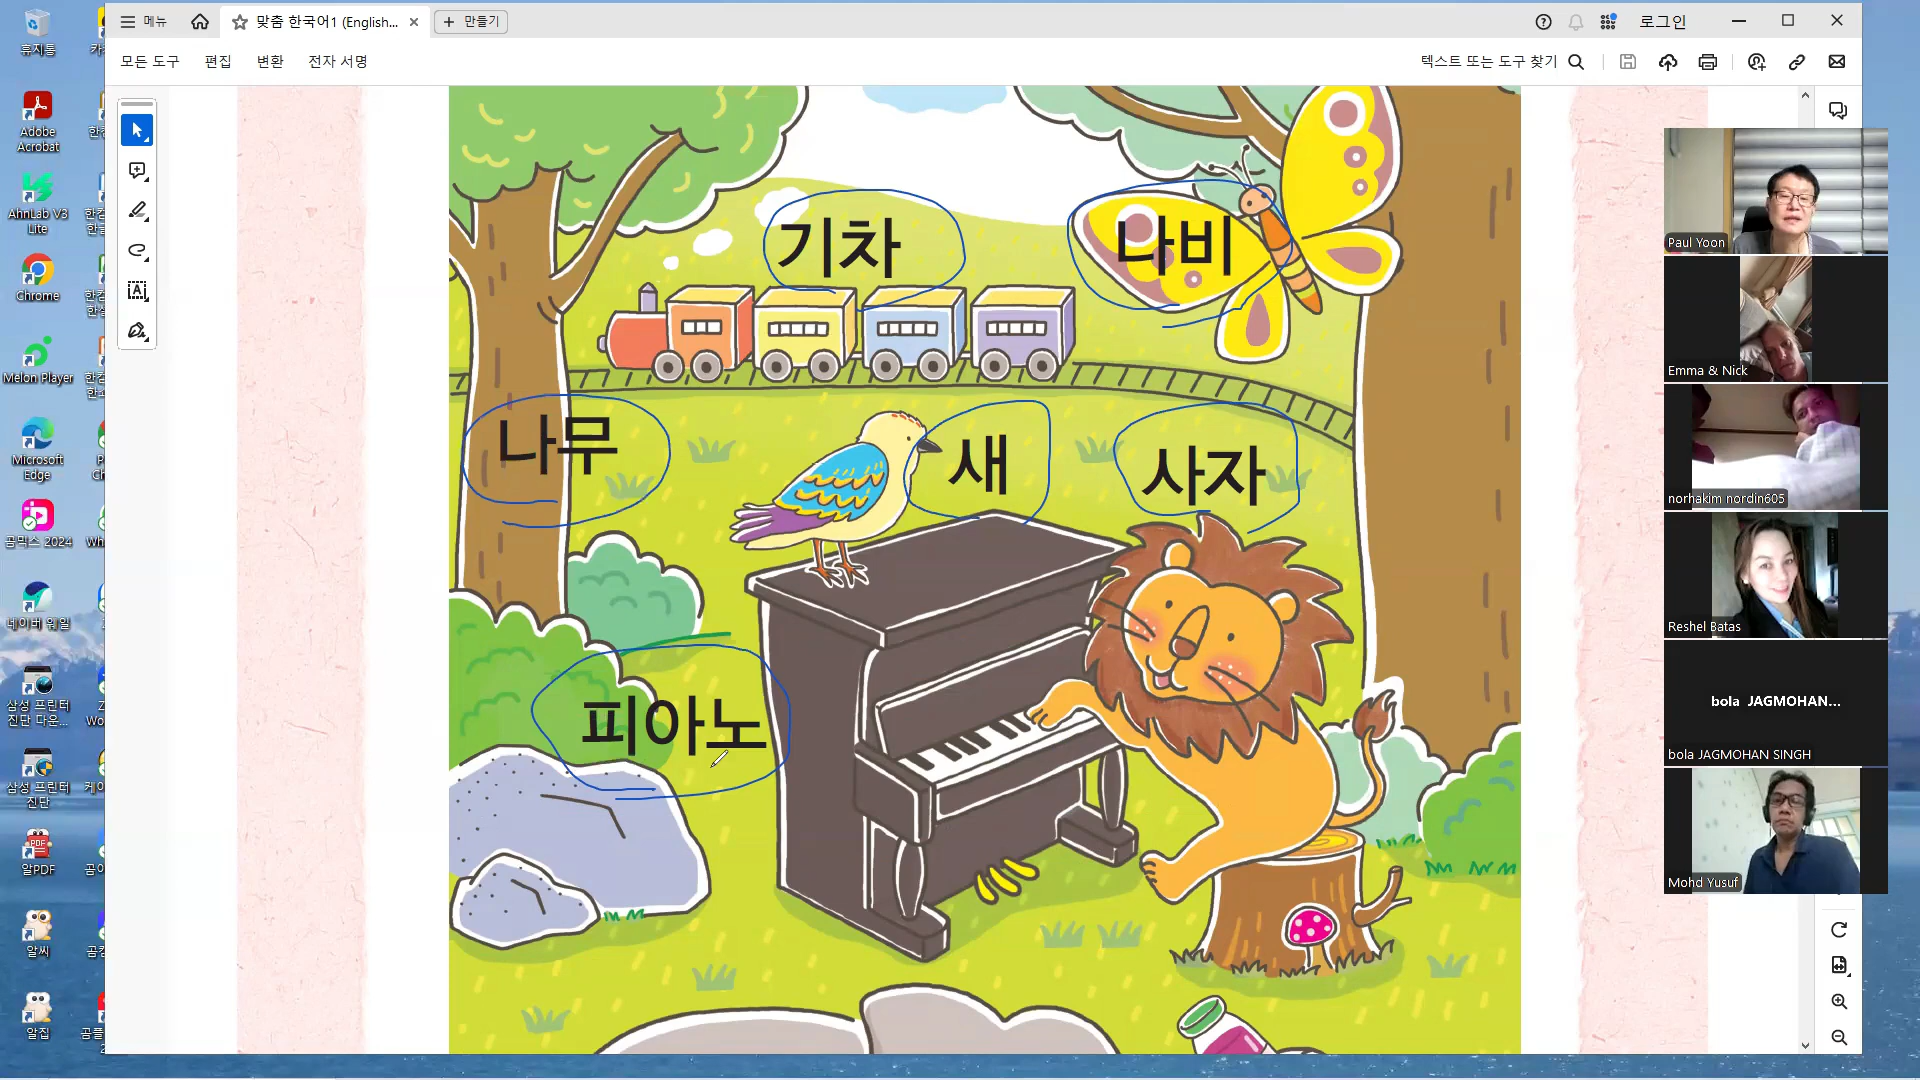 메뉴
맞춤 한국어1 (English...
만들기
로그인
모든 도구
편집
변환
전자 서명
텍스트 또는 도구 찾기
휴지통
Adobe
Acrobat
AhnLab V3
Lite
Chrome
Melon Player
Microsoft
Edge
곰믹스 2024
네이버 웨일
삼성 프린터
진단 다운...
삼성 프린터
진단
알PDF
알씨
알집
기차
나비
나무
새
사자
피아노
Paul Yoon
Emma & Nick
norhakim nordin605
Reshel Batas
bola JAGMOHAN...
bola JAGMOHAN SINGH
Mohd Yusuf